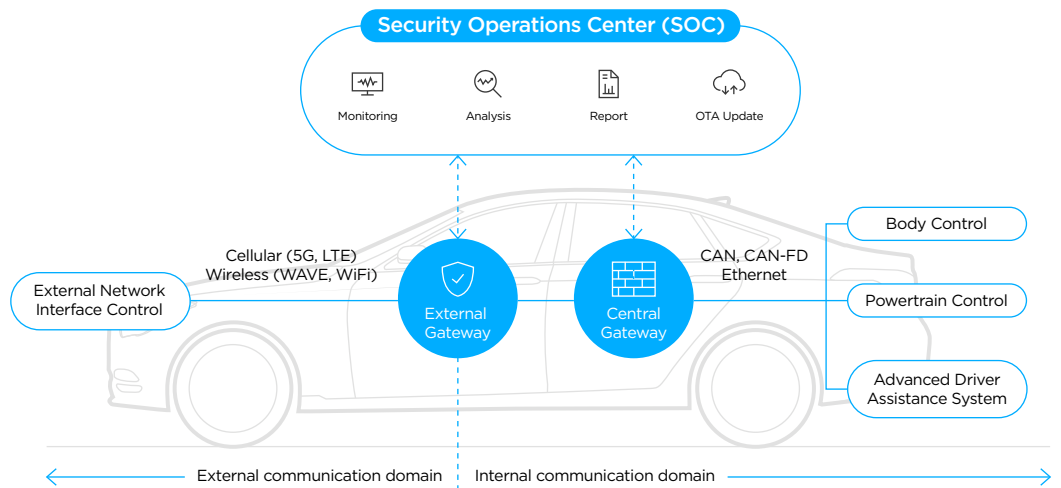 Security Operations Center (SOC)
Monitoring
Analysis
Report
OTA Update
Cellular (5G, LTE)
Wireless (WAVE, WiFi)
External Network
Interface Control
External
Gateway
Central
Gateway
CAN, CAN-FD
Ethernet
Body Control
Powertrain Control
Advanced Driver
Assistance System
External communication domain
Internal communication domain